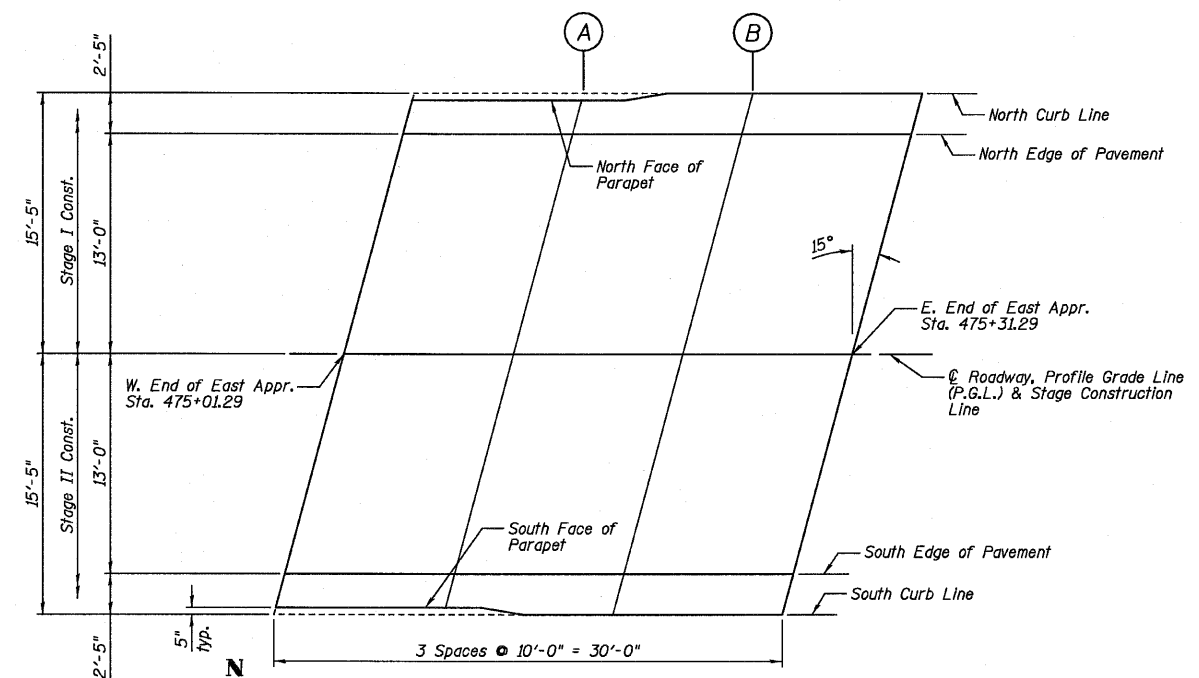 A
B
2'-5"
North Curb Line
North Edge of Pavement
North Face of
Parapet
15'-5"
Stage I Const.
13'-0"
15°
E. End of East Appr.
Sta. 475+31.29
W. End of East Appr.
Sta. 475+01.29
℄ Roadway, Profile Grade Line
(P.G.L.) & Stage Construction
Line
15'-5"
Stage II Const.
13'-0"
South Face of
Parapet
South Edge of Pavement
South Curb Line
5"
typ.
2'-5"
N
3 Spaces @ 10'-0" = 30'-0"